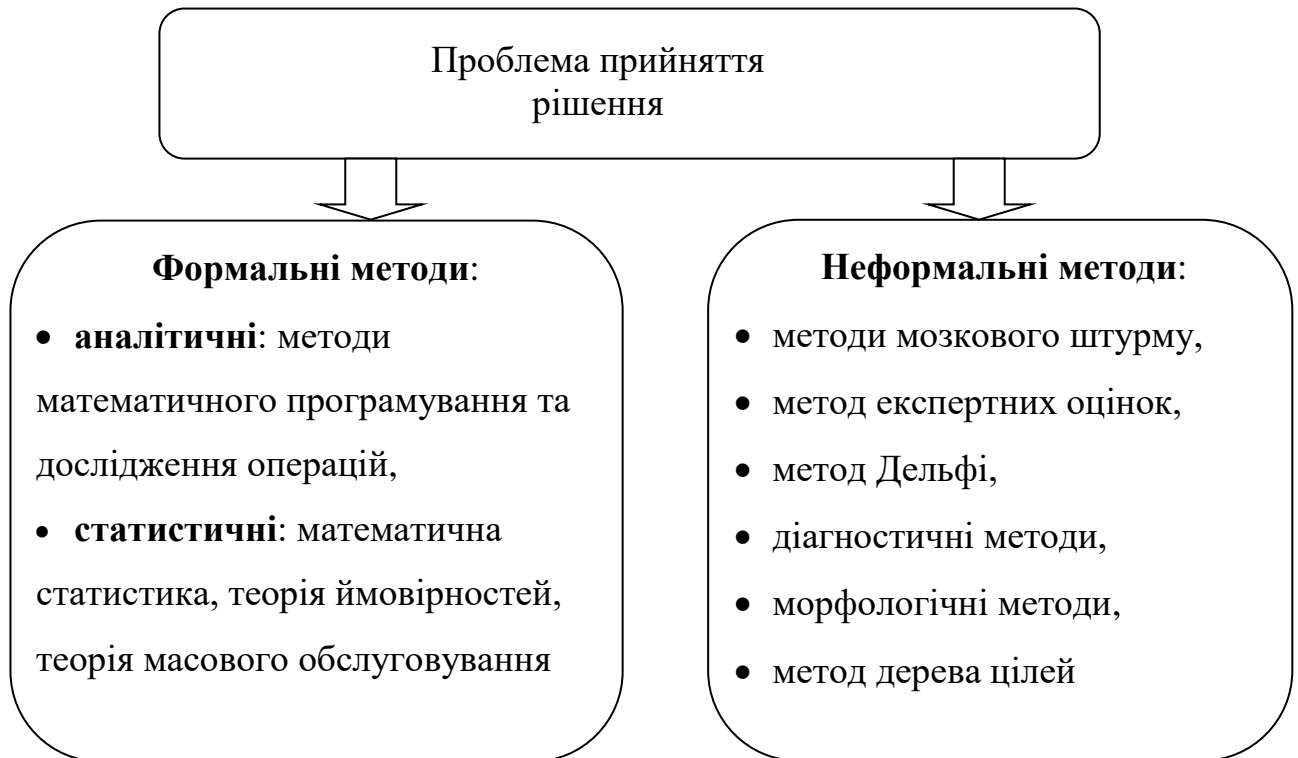 Проблема прийняття
рішення
Формальні методи:
• аналітичні: методи
математичного програмування та
дослідження операцій,
• статистичні: математична
статистика, теорія ймовірностей,
теорія масового обслуговування
Неформальні методи:
• методи мозкового штурму,
• метод експертних оцінок,
• метод Дельфі,
• діагностичні методи,
• морфологічні методи,
• метод дерева цілей